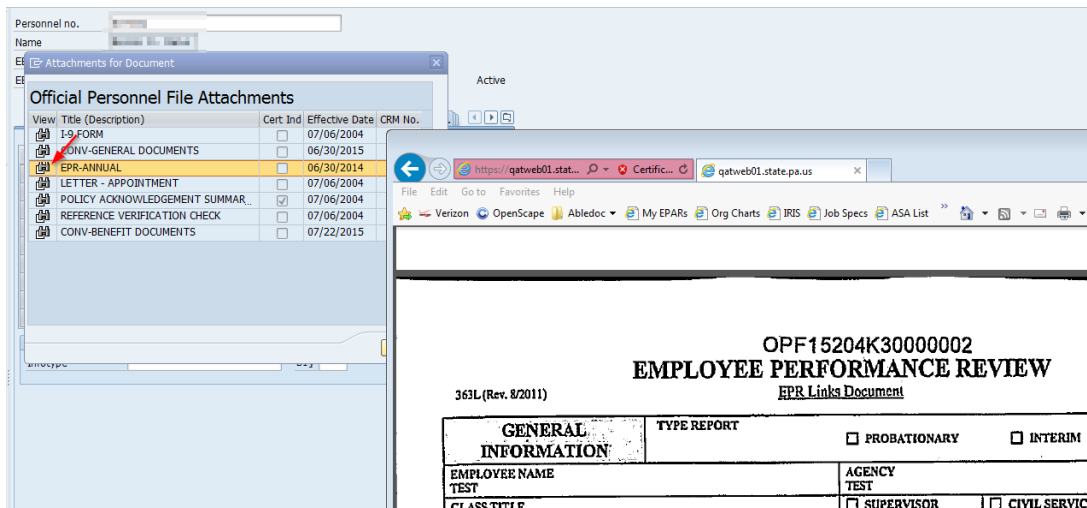 Personnel no.
Name
Attachments for Document
Active
Official Personnel File Attachments
View Title (Description) Cert Ind Effective Date CRM No.
I-9 FORM 07/06/2004
CONV-GENERAL DOCUMENTS 06/30/2015
EPR-ANNUAL 06/30/2014
LETTER - APPOINTMENT 07/06/2004
POLICY ACKNOWLEDGEMENT SUMMAR... 07/06/2004
REFERENCE VERIFICATION CHECK 07/06/2004
CONV-BENEFIT DOCUMENTS 07/22/2015
https://qatweb01.stat... Certific... qatweb01.state.pa.us
File Edit Go to Favorites Help
Verizon OpenScape Abledoc My EPARs Org Charts IRIS Job Specs ASA List
OPF15204K30000002
EMPLOYEE PERFORMANCE REVIEW
363L (Rev. 8/2011) EPR Links Document
GENERAL INFORMATION
TYPE REPORT
PROBATIONARY INTERIM
EMPLOYEE NAME AGENCY
TEST TEST
CLASS TITLE SUPERVISOR CIVIL SERVIC